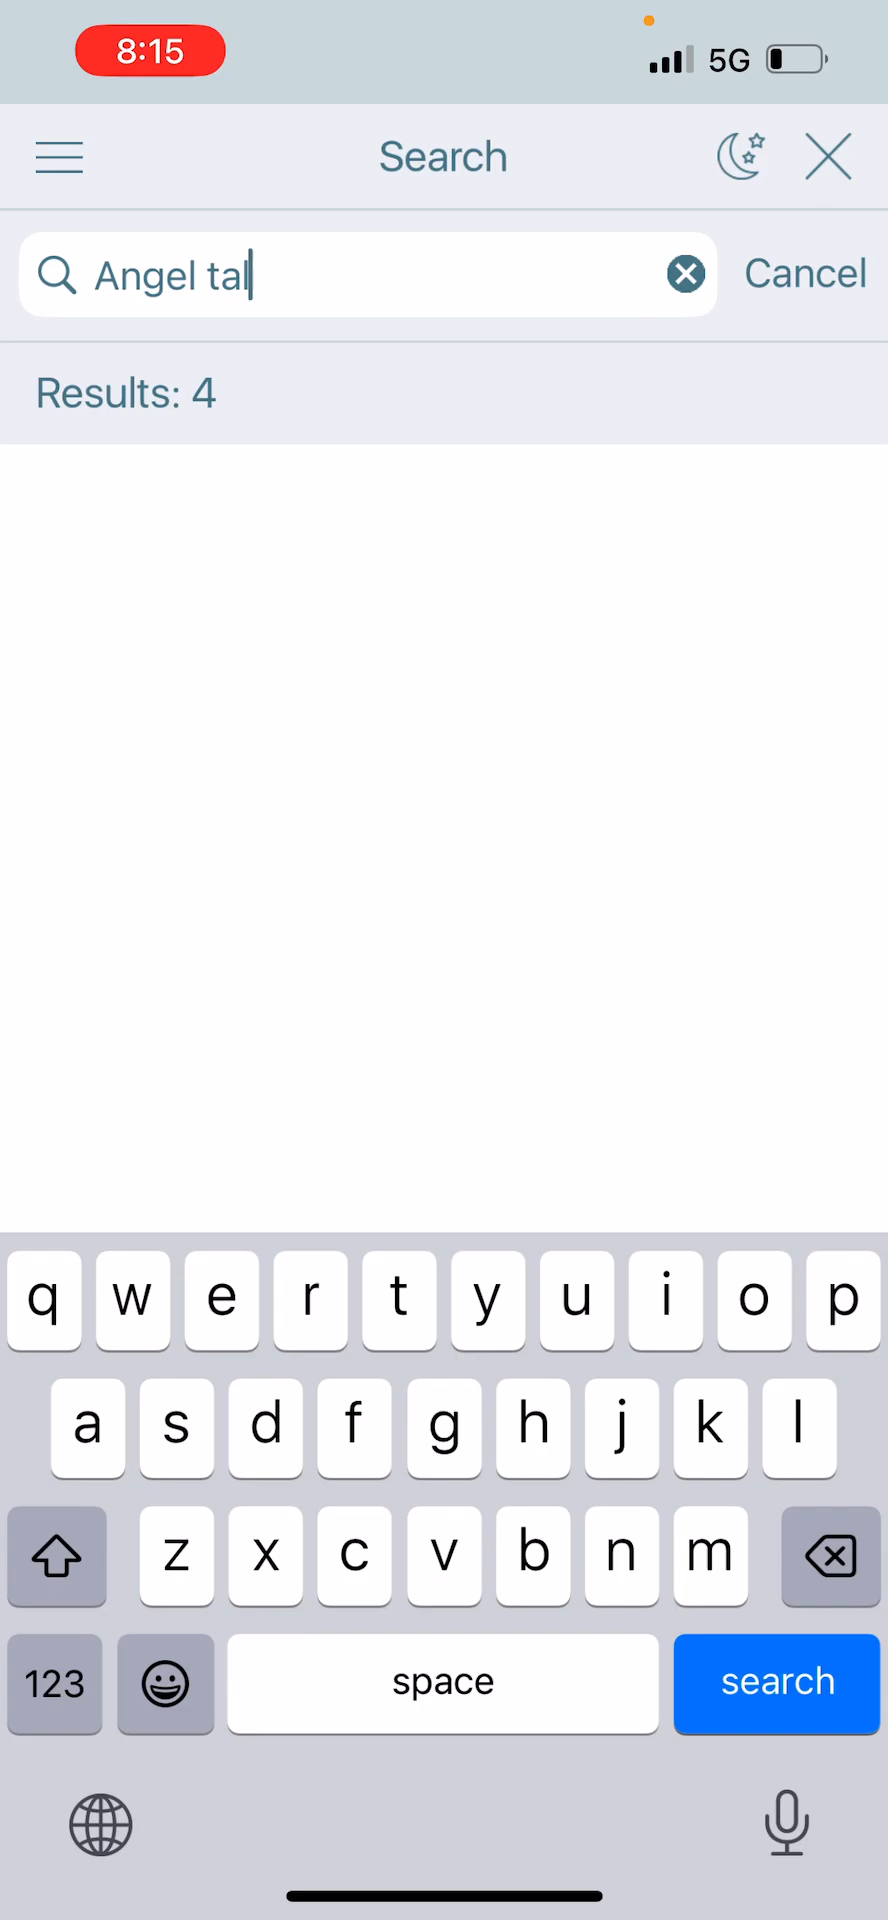 8:15 5G
Search
Angel tal Cancel
Results: 4
q w e r t y u i o p
a s d f g h j k l
z x c v b n m
123 space search